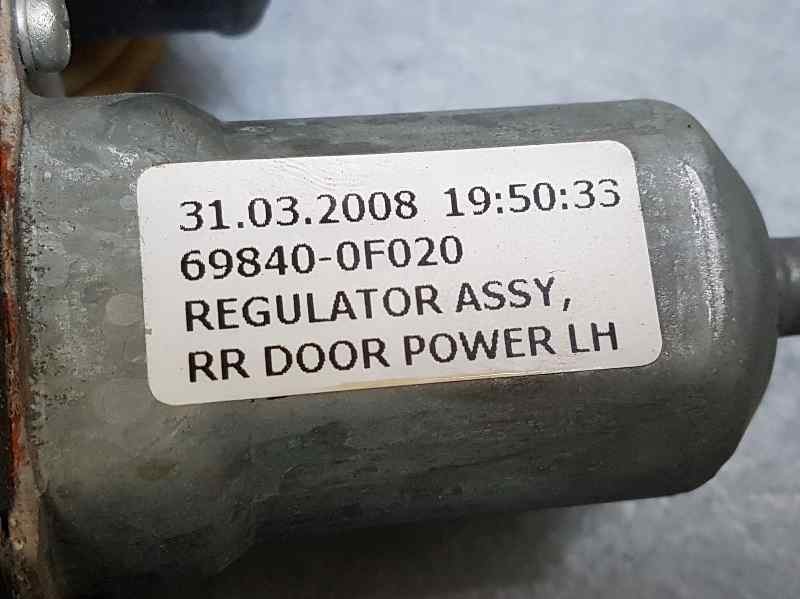 31.03.2008 19:50:33
69840-0F020
REGULATOR ASSY,
RR DOOR POWER LH